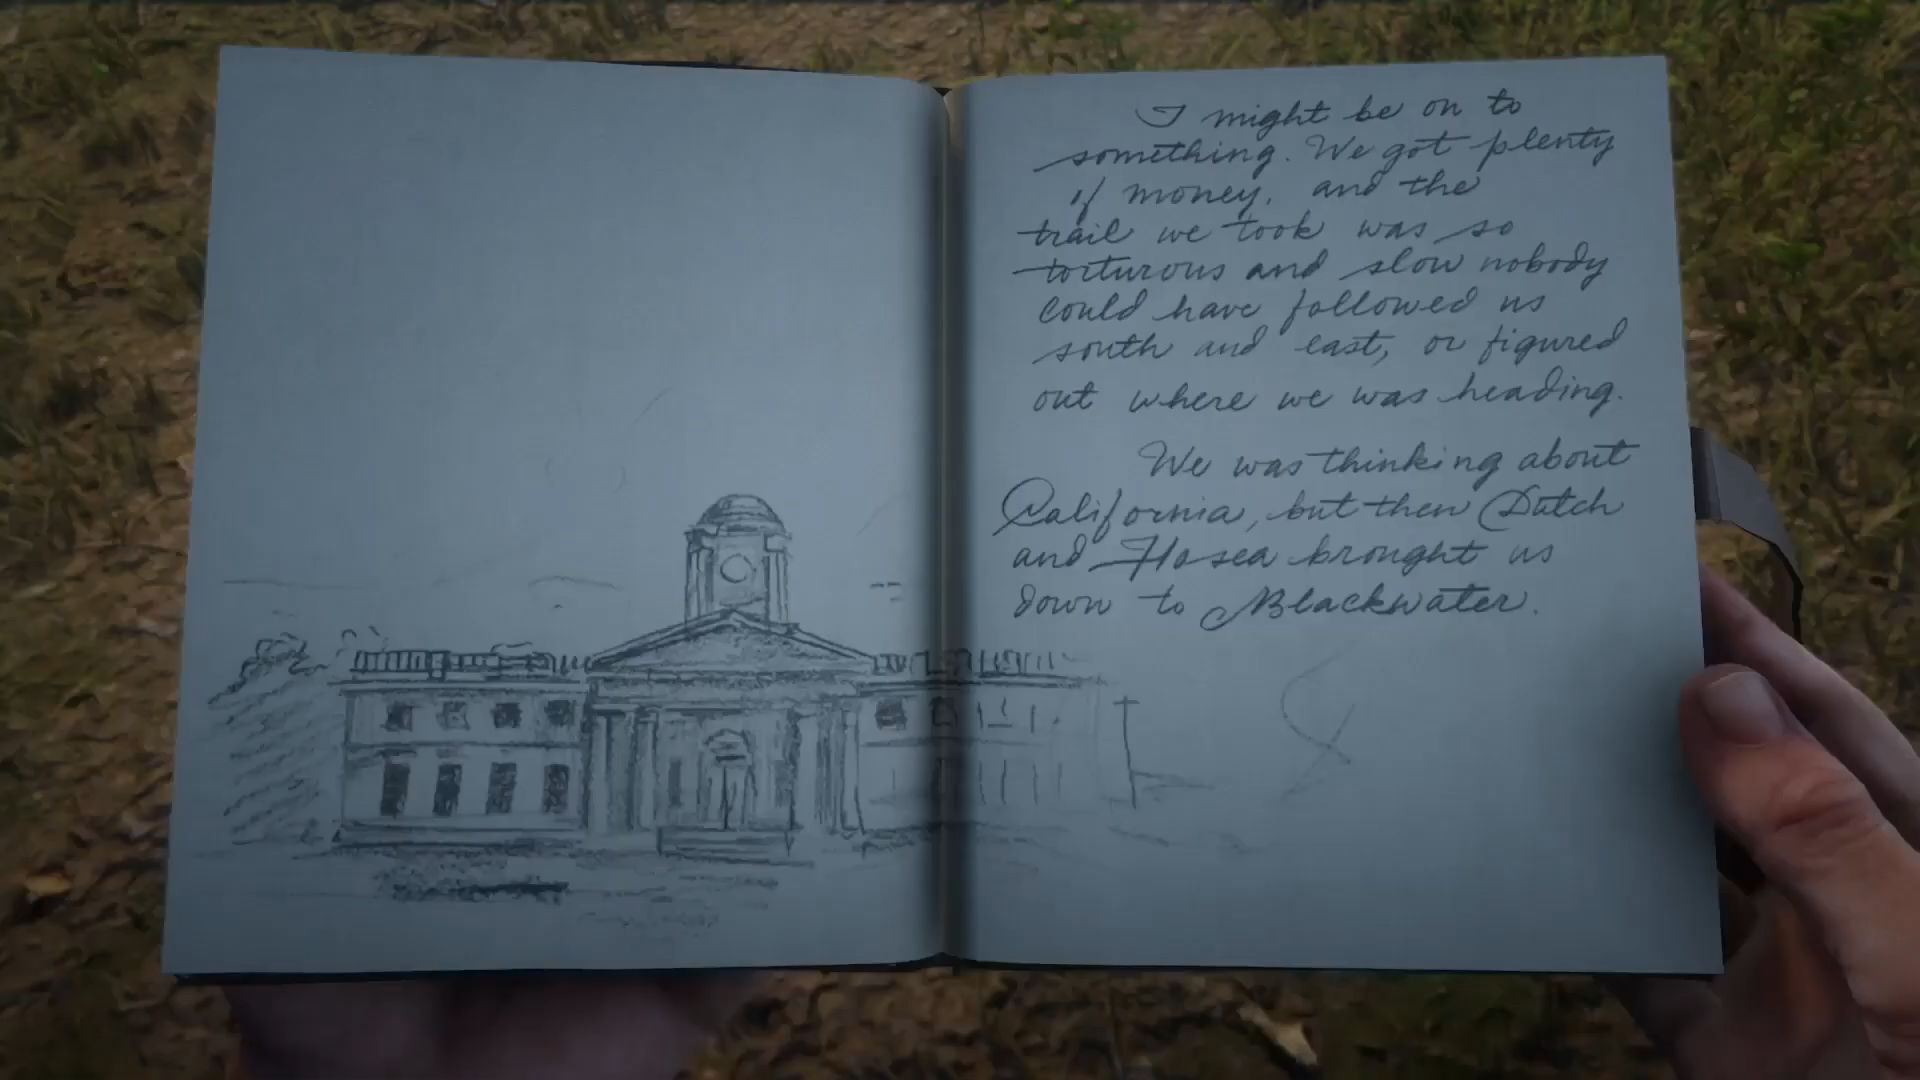 I might be on to
something. We got plenty
of money, and the
trail we took was so
torturous and slow nobody
could have followed us
south and east, or figured
out where we was heading.
We was thinking about
California, but then Dutch
and Hosea brought us
down to Blackwater.